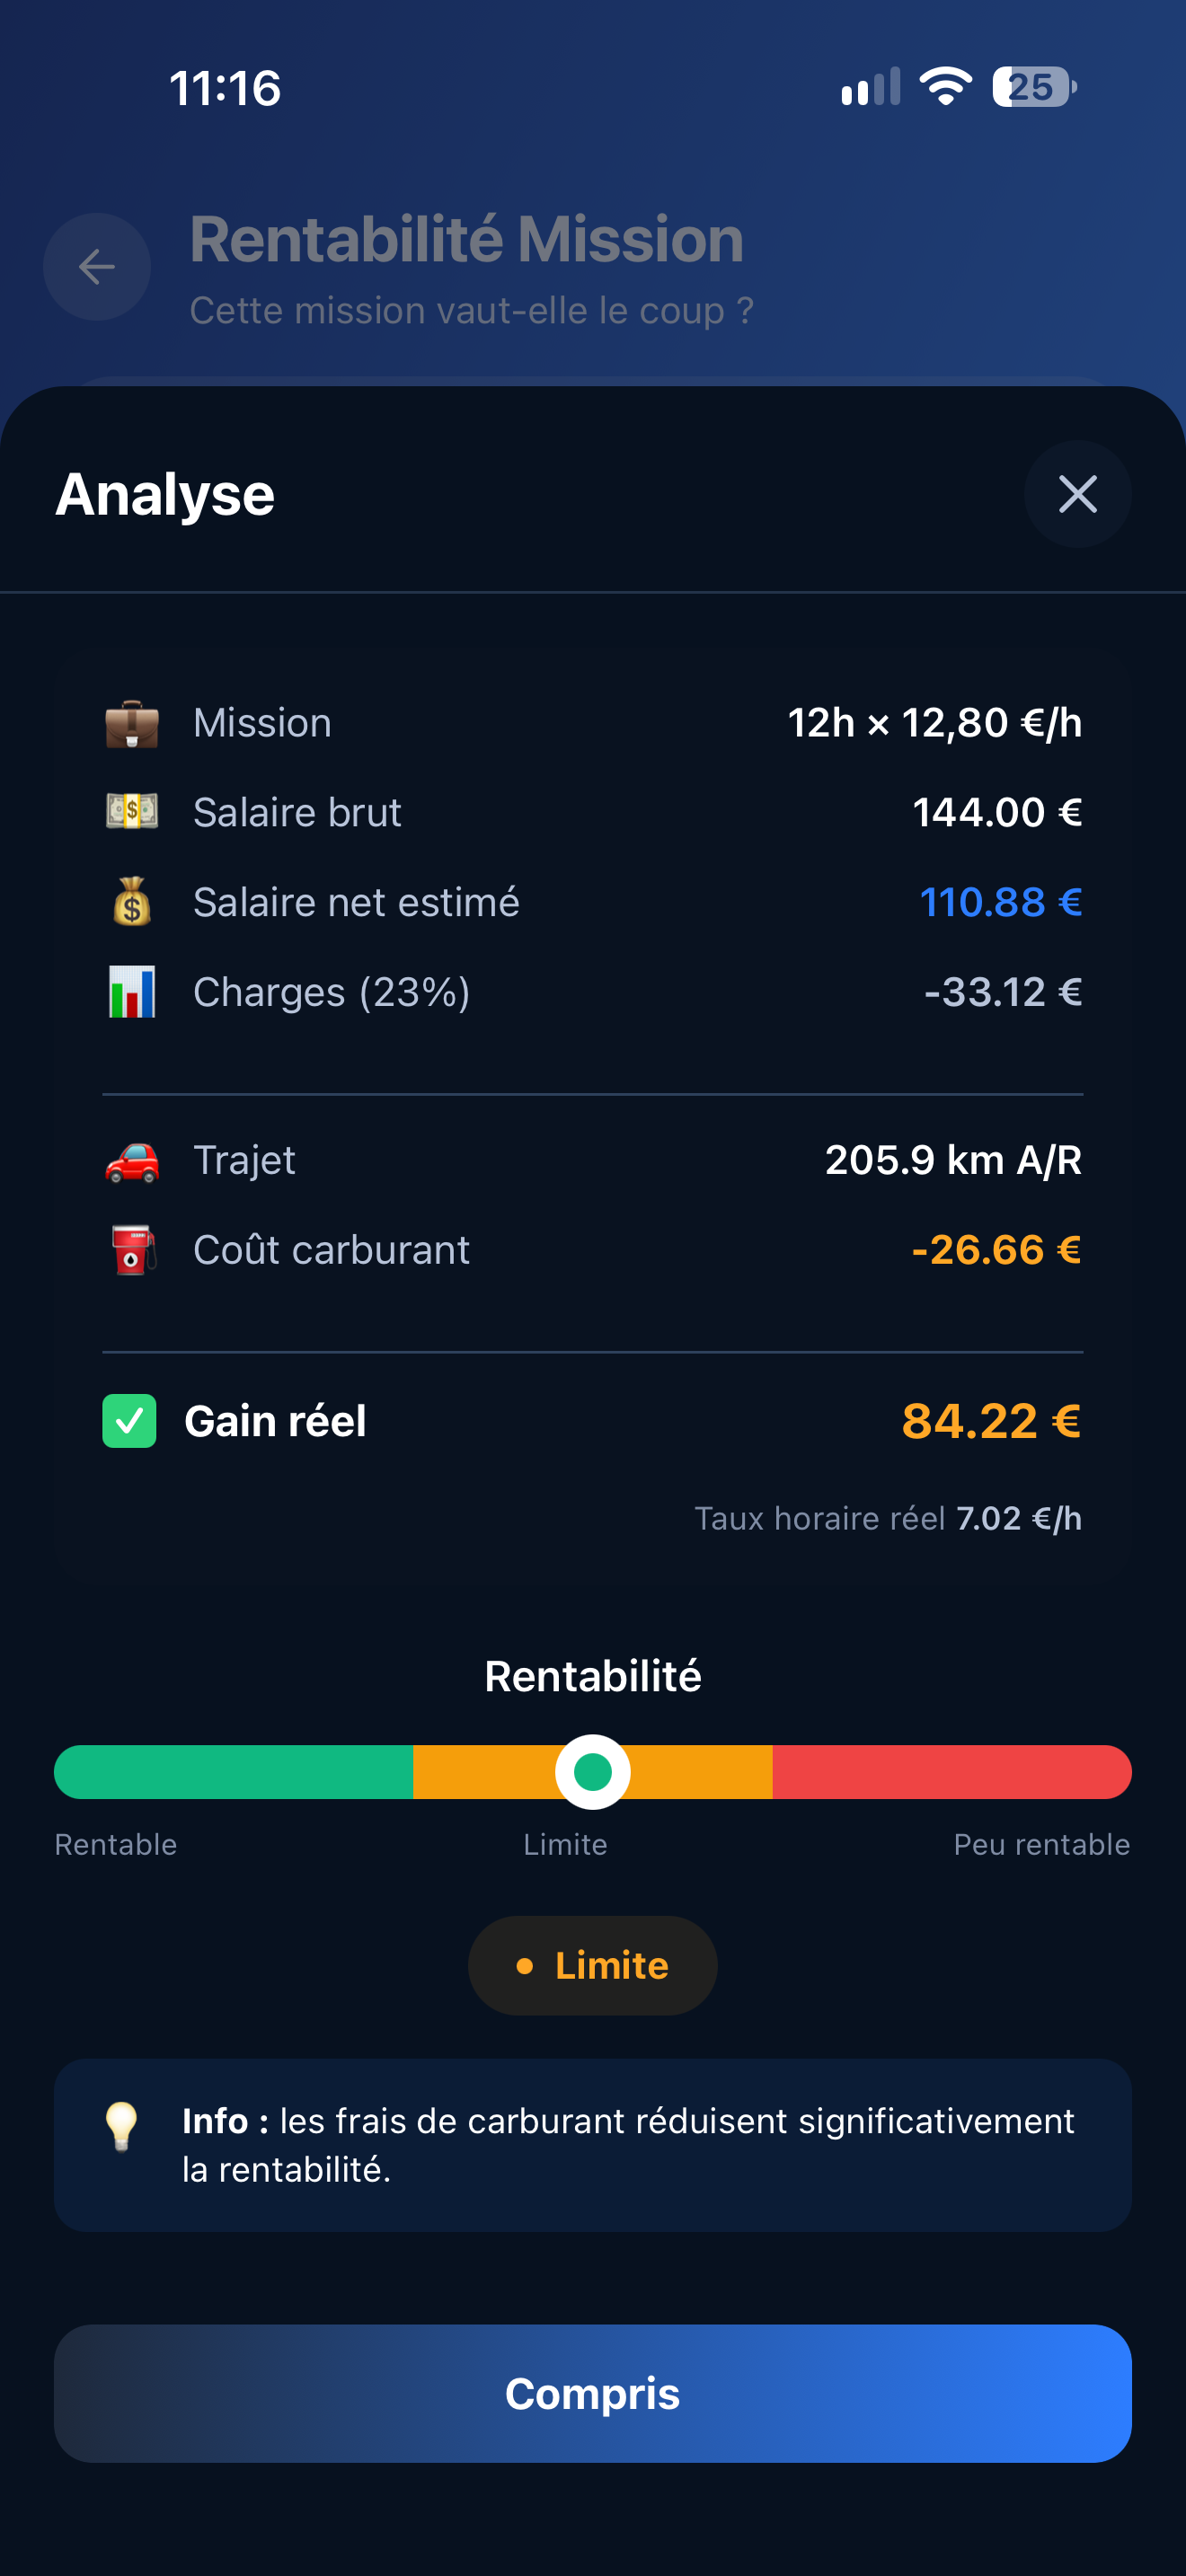 11:16
25
Rentabilité Mission
Cette mission vaut-elle le coup ?
Analyse
Mission 12h × 12,80 €/h
Salaire brut 144.00 €
Salaire net estimé 110.88 €
Charges (23%) -33.12 €
Trajet 205.9 km A/R
Coût carburant -26.66 €
Gain réel 84.22 €
Taux horaire réel 7.02 €/h
Rentabilité
Rentable Limite Peu rentable
Limite
Info : les frais de carburant réduisent significativement
la rentabilité.
Compris